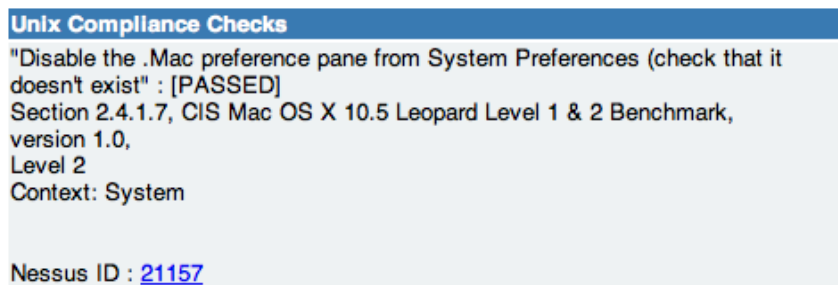 Unix Compliance Checks
"Disable the .Mac preference pane from System Preferences (check that it
doesn't exist" : [PASSED]
Section 2.4.1.7, CIS Mac OS X 10.5 Leopard Level 1 & 2 Benchmark,
version 1.0,
Level 2
Context: System
Nessus ID : 21157